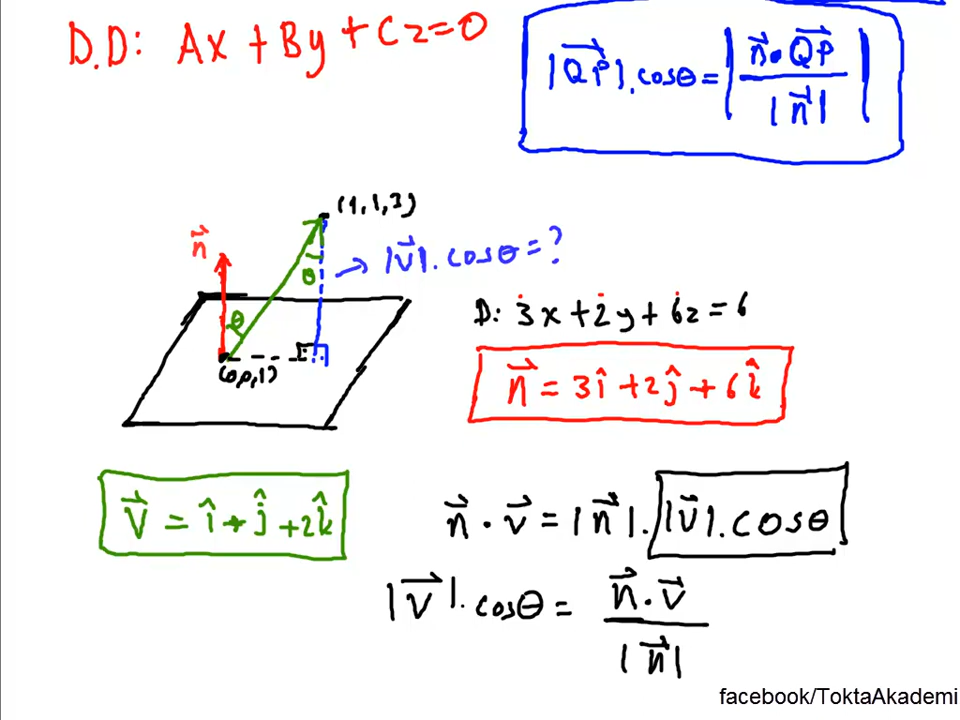 D.D: Ax + By + Cz = 0
|QP⃗|.cosθ = | n⃗ • QP⃗ / |n⃗| |
(1,1,3)
n⃗
θ
→ |v⃗|. cosθ = ?
θ
(0,0,1)
D: 3x + 2y + 6z = 6
n⃗ = 3î + 2ĵ + 6k̂
V⃗ = î + ĵ + 2k̂
n⃗ . v⃗ = |n⃗|. |v⃗|. cosθ
|v⃗|. cosθ = n⃗ . v⃗ / |n⃗|
facebook/ToktaAkademi